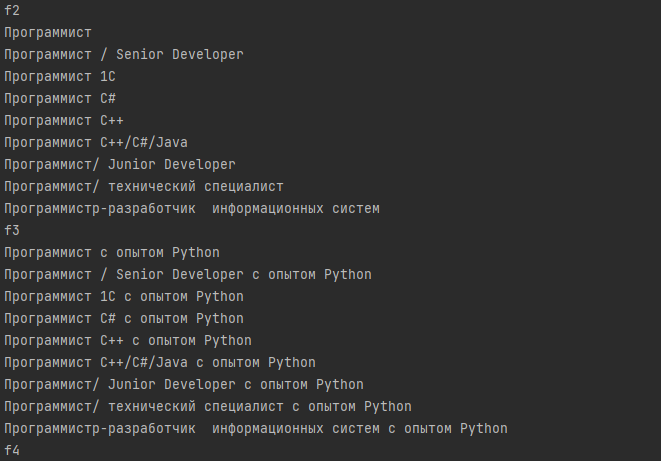 f2
Программист
Программист / Senior Developer
Программист 1C
Программист C#
Программист C++
Программист C++/C#/Java
Программист/ Junior Developer
Программист/ технический специалист
Программистр-разработчик  информационных систем
f3
Программист с опытом Python
Программист / Senior Developer с опытом Python
Программист 1C с опытом Python
Программист C# с опытом Python
Программист C++ с опытом Python
Программист C++/C#/Java с опытом Python
Программист/ Junior Developer с опытом Python
Программист/ технический специалист с опытом Python
Программистр-разработчик  информационных систем с опытом Python
f4